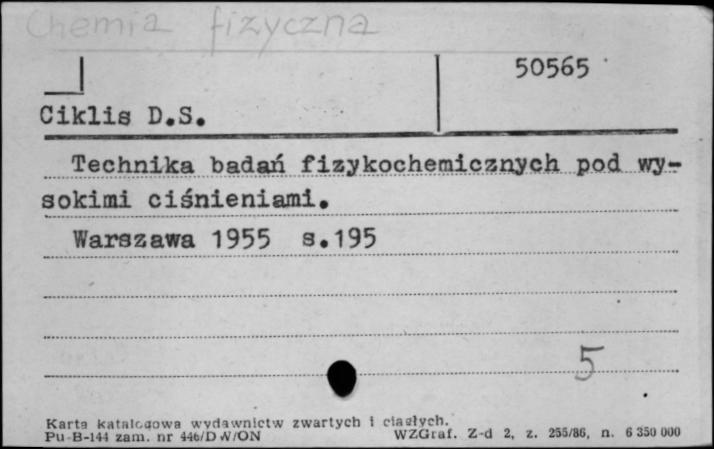 Chemia fizyczna
50565
Ciklis D.S.
Technika badań fizykochemicznych pod wy-
sokimi ciśnieniami.
Warszawa 1955 s.195
5
Karta katalogowa wydawnictw zwartych i ciągłych.
Pu-B-144 zam. nr 446/DW/ON WZGraf. Z-d 2, z. 255/86, n. 6 350 000